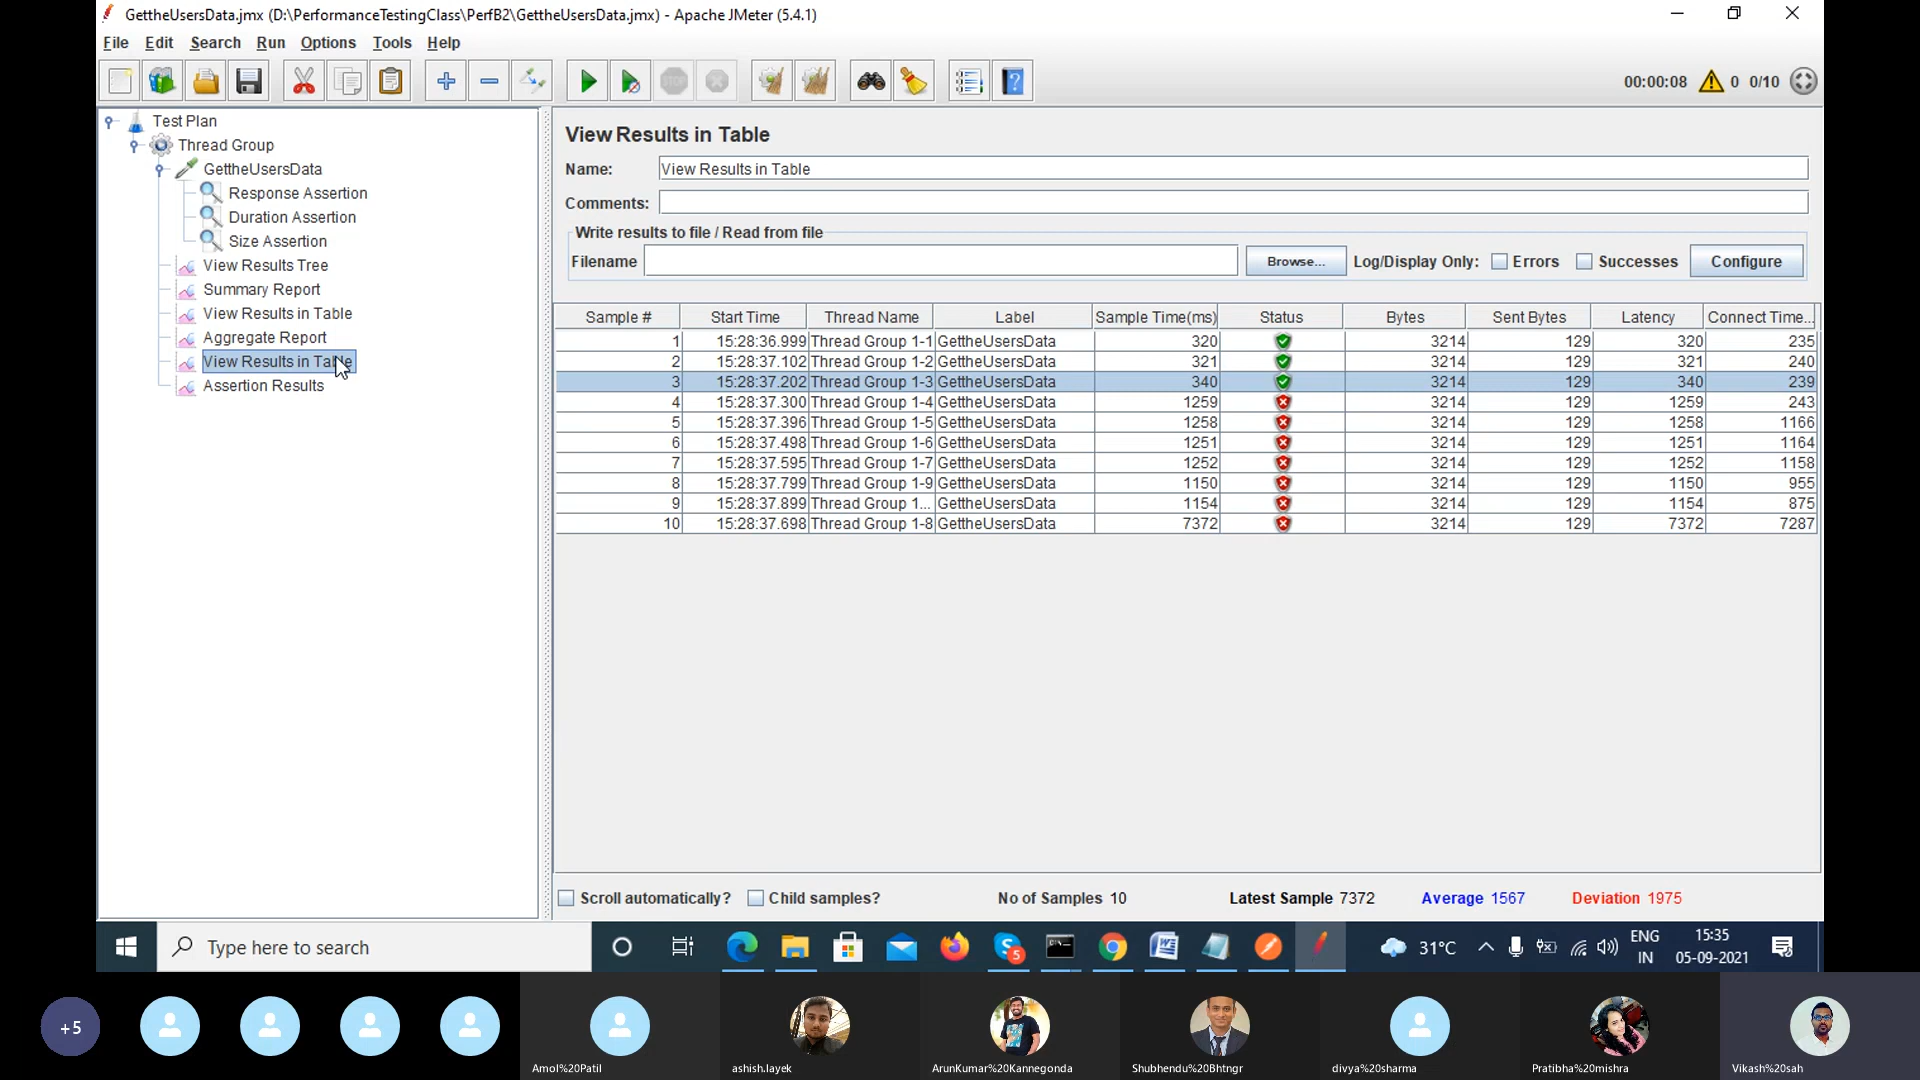 GettheUsersData.jmx (D:\PerformanceTestingClass\PerfB2\GettheUsersData.jmx) - Apache JMeter (5.4.1)
File Edit Search Run Options Tools Help
STOP
00:00:08 0 0/10
Test Plan
Thread Group
GettheUsersData
Response Assertion
Duration Assertion
Size Assertion
View Results Tree
Summary Report
View Results in Table
Aggregate Report
View Results in Table
Assertion Results
View Results in Table
Name: View Results in Table
Comments:
Write results to file / Read from file
Filename Browse... Log/Display Only: Errors Successes Configure
Sample # Start Time Thread Name Label Sample Time(ms) Status Bytes Sent Bytes Latency Connect Time...
1 15:28:36.999 Thread Group 1-1 GettheUsersData 320 3214 129 320 235
2 15:28:37.102 Thread Group 1-2 GettheUsersData 321 3214 129 321 240
3 15:28:37.202 Thread Group 1-3 GettheUsersData 340 3214 129 340 239
4 15:28:37.300 Thread Group 1-4 GettheUsersData 1259 3214 129 1259 243
5 15:28:37.396 Thread Group 1-5 GettheUsersData 1258 3214 129 1258 1166
6 15:28:37.498 Thread Group 1-6 GettheUsersData 1251 3214 129 1251 1164
7 15:28:37.595 Thread Group 1-7 GettheUsersData 1252 3214 129 1252 1158
8 15:28:37.799 Thread Group 1-9 GettheUsersData 1150 3214 129 1150 955
9 15:28:37.899 Thread Group 1... GettheUsersData 1154 3214 129 1154 875
10 15:28:37.698 Thread Group 1-8 GettheUsersData 7372 3214 129 7372 7287
Scroll automatically? Child samples? No of Samples 10 Latest Sample 7372 Average 1567 Deviation 1975
Type here to search
5
31°C
ENG
IN
15:35
05-09-2021
+5
Amol%20Patil
ashish.layek
ArunKumar%20Kannegonda
Shubhendu%20Bhtngr
divya%20sharma
Pratibha%20mishra
Vikash%20sah